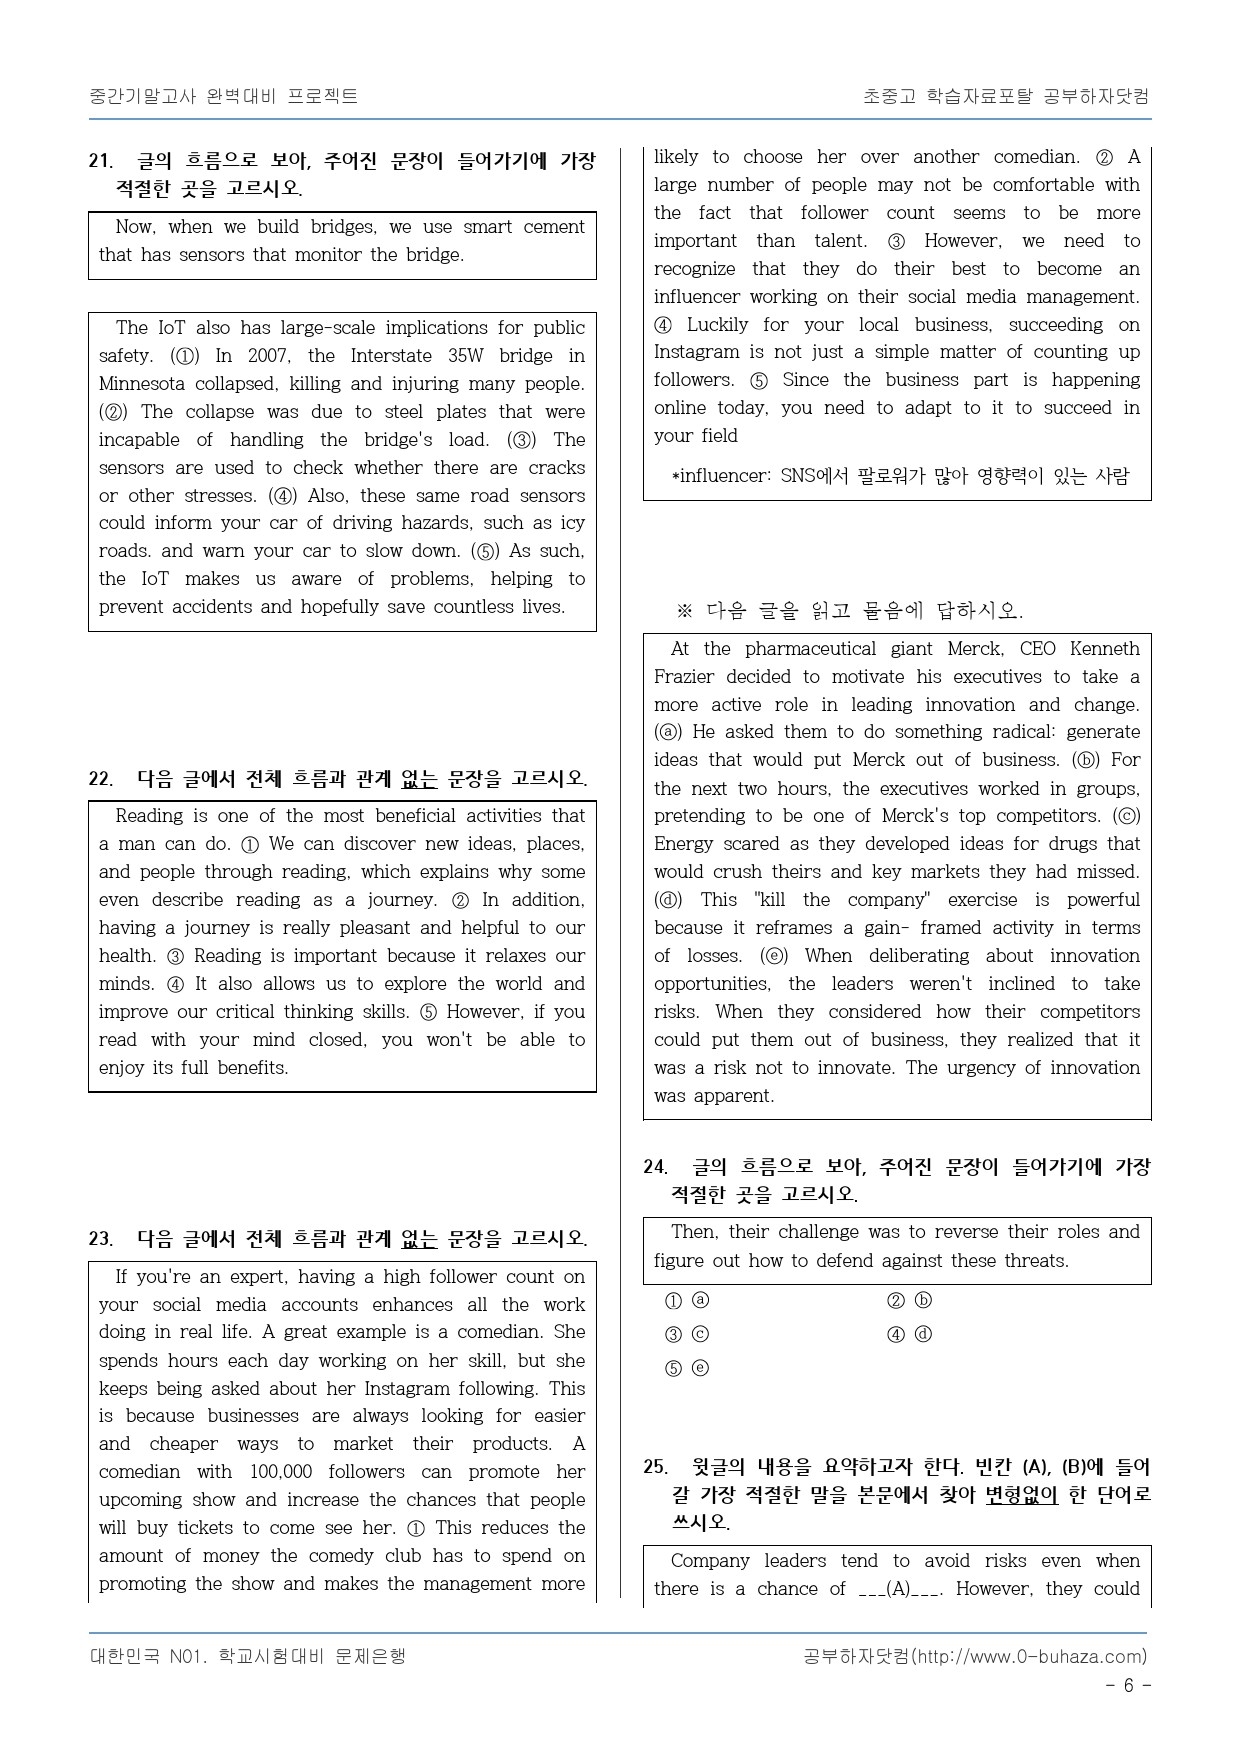 중간기말고사 완벽대비 프로젝트
초중고 학습자료포탈 공부하자닷컴
21. 글의 흐름으로 보아, 주어진 문장이 들어가기에 가장
적절한 곳을 고르시오.
Now, when we build bridges, we use smart cement
that has sensors that monitor the bridge.
The IoT also has large-scale implications for public
safety. (①) In 2007, the Interstate 35W bridge in
Minnesota collapsed, killing and injuring many people.
(②) The collapse was due to steel plates that were
incapable of handling the bridge's load. (③) The
sensors are used to check whether there are cracks
or other stresses. (④) Also, these same road sensors
could inform your car of driving hazards, such as icy
roads. and warn your car to slow down. (⑤) As such,
the IoT makes us aware of problems, helping to
prevent accidents and hopefully save countless lives.
22. 다음 글에서 전체 흐름과 관계 없는 문장을 고르시오.
Reading is one of the most beneficial activities that
a man can do. ① We can discover new ideas, places,
and people through reading, which explains why some
even describe reading as a journey. ② In addition,
having a journey is really pleasant and helpful to our
health. ③ Reading is important because it relaxes our
minds. ④ It also allows us to explore the world and
improve our critical thinking skills. ⑤ However, if you
read with your mind closed, you won't be able to
enjoy its full benefits.
23. 다음 글에서 전체 흐름과 관계 없는 문장을 고르시오.
If you're an expert, having a high follower count on
your social media accounts enhances all the work
doing in real life. A great example is a comedian. She
spends hours each day working on her skill, but she
keeps being asked about her Instagram following. This
is because businesses are always looking for easier
and cheaper ways to market their products. A
comedian with 100,000 followers can promote her
upcoming show and increase the chances that people
will buy tickets to come see her. ① This reduces the
amount of money the comedy club has to spend on
promoting the show and makes the management more
likely to choose her over another comedian. ② A
large number of people may not be comfortable with
the fact that follower count seems to be more
important than talent. ③ However, we need to
recognize that they do their best to become an
influencer working on their social media management.
④ Luckily for your local business, succeeding on
Instagram is not just a simple matter of counting up
followers. ⑤ Since the business part is happening
online today, you need to adapt to it to succeed in
your field
*influencer: SNS에서 팔로워가 많아 영향력이 있는 사람
※ 다음 글을 읽고 물음에 답하시오.
At the pharmaceutical giant Merck, CEO Kenneth
Frazier decided to motivate his executives to take a
more active role in leading innovation and change.
(ⓐ) He asked them to do something radical: generate
ideas that would put Merck out of business. (ⓑ) For
the next two hours, the executives worked in groups,
pretending to be one of Merck's top competitors. (ⓒ)
Energy scared as they developed ideas for drugs that
would crush theirs and key markets they had missed.
(ⓓ) This "kill the company" exercise is powerful
because it reframes a gain- framed activity in terms
of losses. (ⓔ) When deliberating about innovation
opportunities, the leaders weren't inclined to take
risks. When they considered how their competitors
could put them out of business, they realized that it
was a risk not to innovate. The urgency of innovation
was apparent.
24. 글의 흐름으로 보아, 주어진 문장이 들어가기에 가장
적절한 곳을 고르시오.
Then, their challenge was to reverse their roles and
figure out how to defend against these threats.
① ⓐ ② ⓑ
③ ⓒ ④ ⓓ
⑤ ⓔ
25. 윗글의 내용을 요약하고자 한다. 빈칸 (A), (B)에 들어
갈 가장 적절한 말을 본문에서 찾아 변형없이 한 단어로
쓰시오.
Company leaders tend to avoid risks even when
there is a chance of ___(A)___. However, they could
대한민국 N01. 학교시험대비 문제은행
공부하자닷컴(http://www.0-buhaza.com)
- 6 -